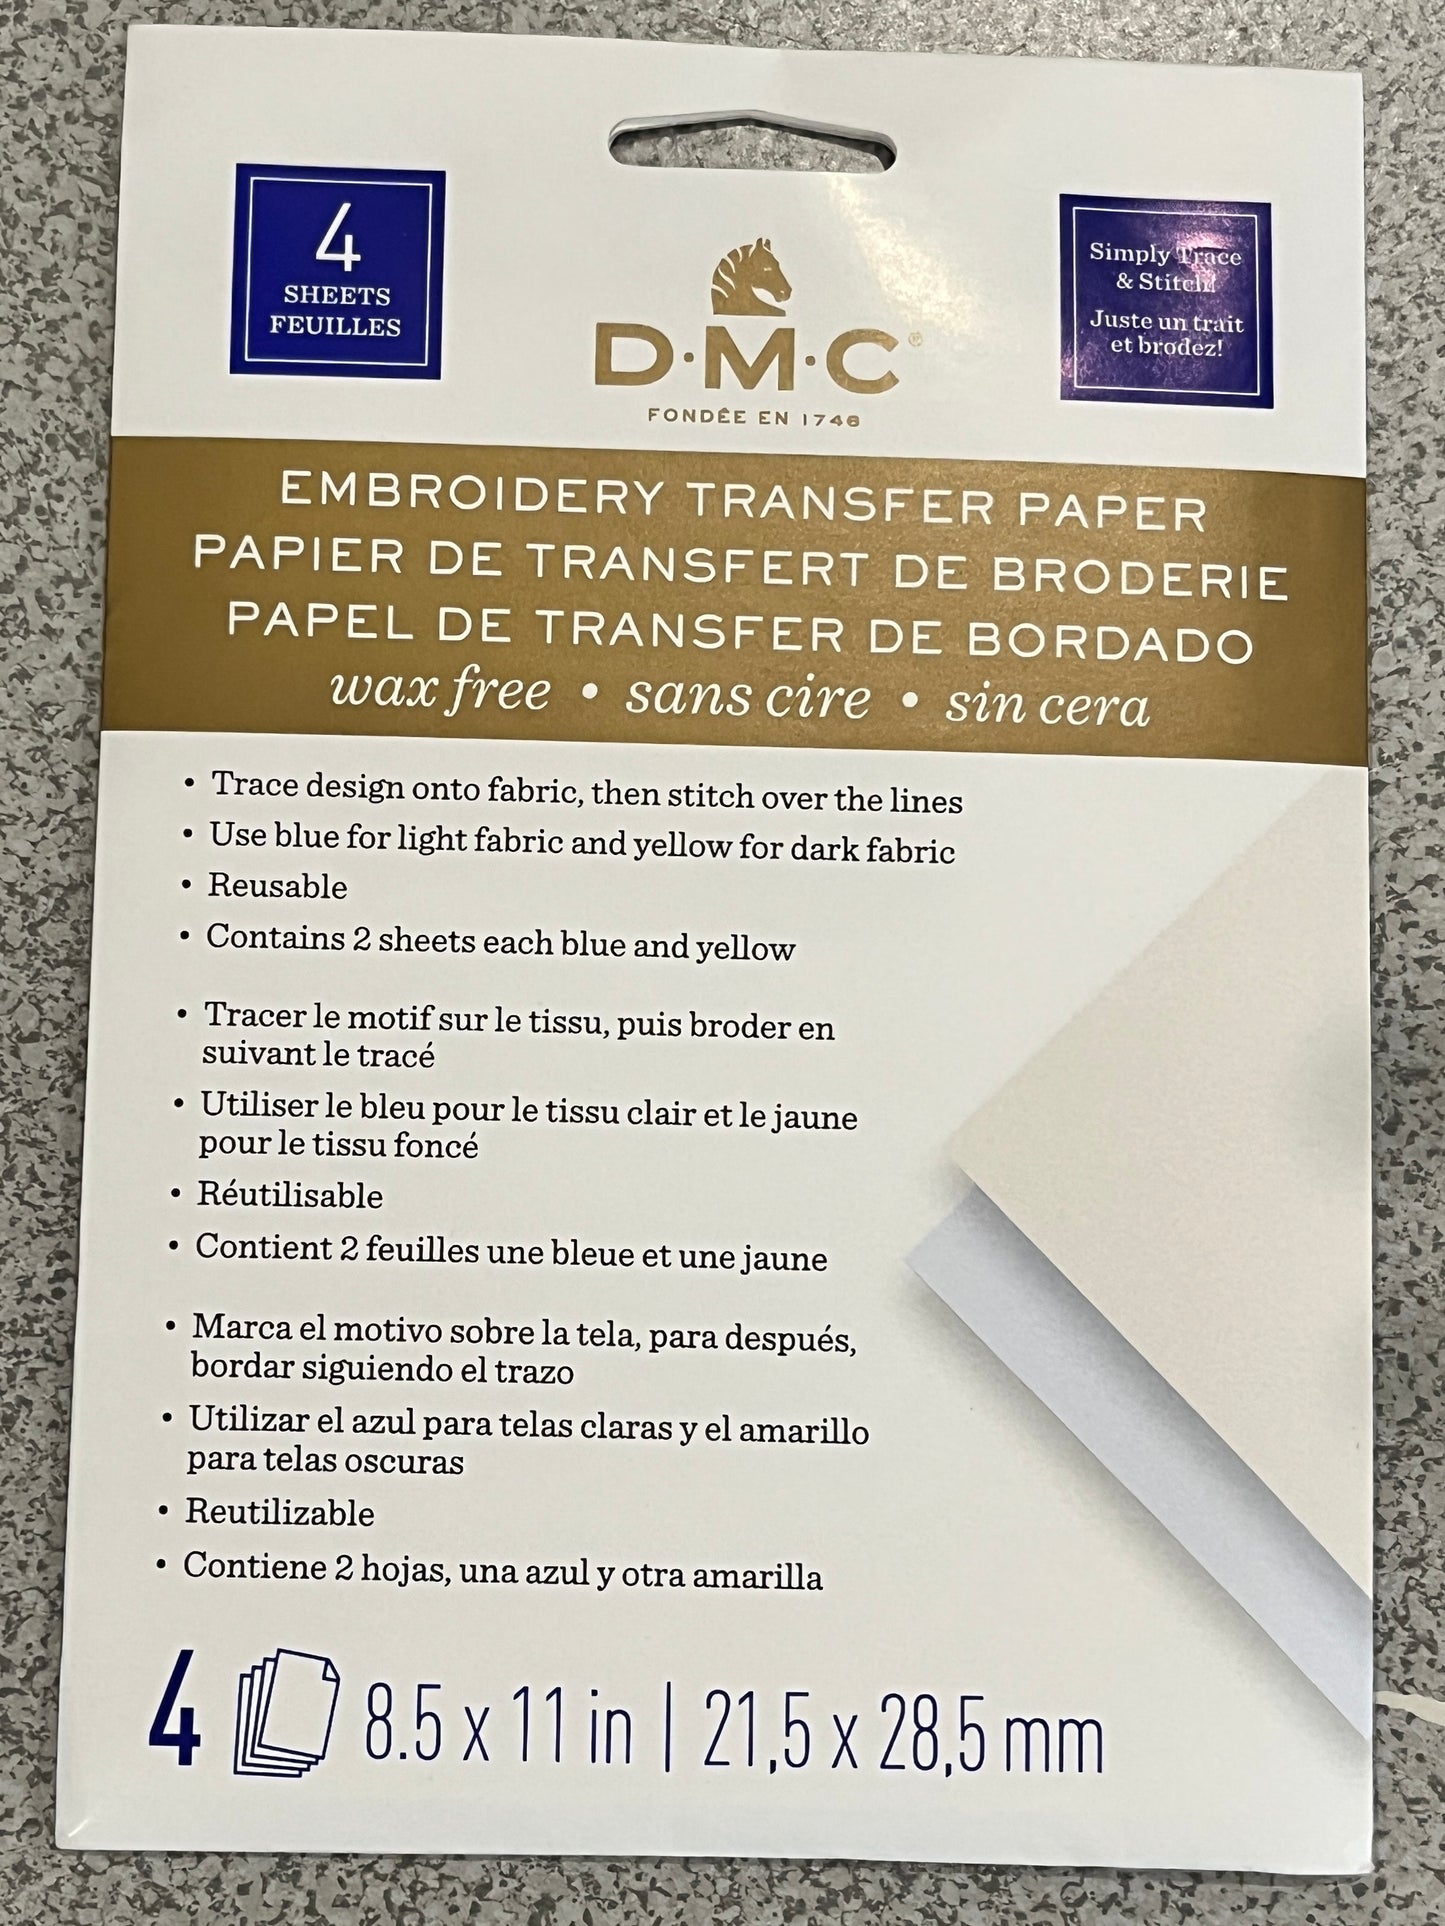 4
SHEETS
FEUILLES
D·M·C®
FONDÉE EN 1746
Simply Trace
& Stitch!
Juste un trait
et brodez!
EMBROIDERY TRANSFER PAPER
PAPIER DE TRANSFERT DE BRODERIE
PAPEL DE TRANSFER DE BORDADO
wax free • sans cire • sin cera
• Trace design onto fabric, then stitch over the lines
• Use blue for light fabric and yellow for dark fabric
• Reusable
• Contains 2 sheets each blue and yellow
• Tracer le motif sur le tissu, puis broder en
suivant le tracé
• Utiliser le bleu pour le tissu clair et le jaune
pour le tissu foncé
• Réutilisable
• Contient 2 feuilles une bleue et une jaune
• Marca el motivo sobre la tela, para después,
bordar siguiendo el trazo
• Utilizar el azul para telas claras y el amarillo
para telas oscuras
• Reutilizable
• Contiene 2 hojas, una azul y otra amarilla
4 8.5 x 11 in | 21,5 x 28,5 mm